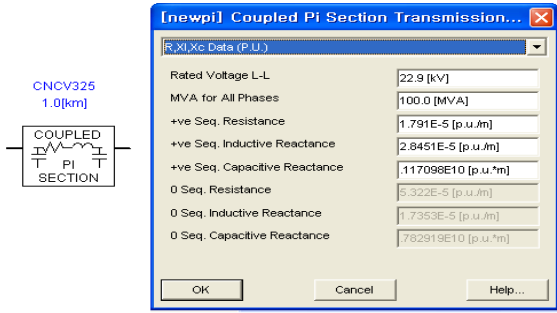 [newpi] Coupled Pi Section Transmission...
R,Xl,Xc Data (P.U.)
CNCV325
1.0[km]
COUPLED
PI
SECTION
Rated Voltage L-L 22.9 [kV]
MVA for All Phases 100.0 [MVA]
+ve Seq. Resistance 1.791E-5 [p.u./m]
+ve Seq. Inductive Reactance 2.8451E-5 [p.u./m]
+ve Seq. Capacitive Reactance .117098E10 [p.u.*m]
0 Seq. Resistance 5.322E-5 [p.u./m]
0 Seq. Inductive Reactance 1.7353E-5 [p.u./m]
0 Seq. Capacitive Reactance .782919E10 [p.u.*m]
OK Cancel Help...